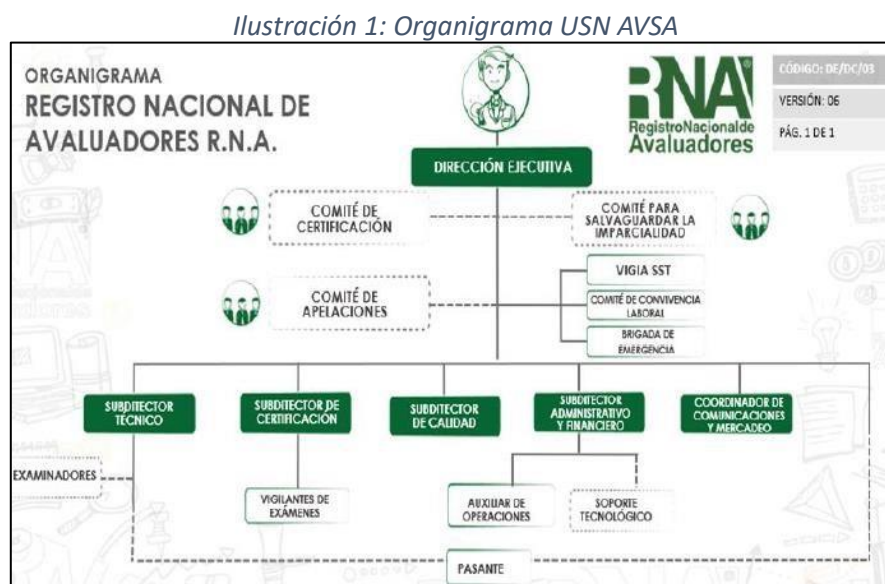 Ilustración 1: Organigrama USN AVSA
ORGANIGRAMA
REGISTRO NACIONAL DE
AVALUADORES R.N.A.
RNA
RegistroNacionalde
Avaluadores
CÓDIGO: DE/DC/03
VERSIÓN: 06
PÁG. 1 DE 1
DIRECCIÓN EJECUTIVA
COMITÉ DE
CERTIFICACIÓN
COMITÉ PARA
SALVAGUARDAR LA
IMPARCIALIDAD
COMITÉ DE
APELACIONES
VIGIA SST
COMITÉ DE CONVIVENCIA
LABORAL
BRIGADA DE
EMERGENCIA
SUBDITECTOR
TÉCNICO
SUBDITECTOR DE
CERTIFICACIÓN
SUBDITECTOR
DE CALIDAD
SUBDITECTOR
ADMINISTRATIVO
Y FINANCIERO
COORDINADOR DE
COMUNICACIONES
Y MERCADEO
EXAMINADORES
VIGILANTES DE
EXÁMENES
AUXILIAR DE
OPERACIONES
SOPORTE
TECNOLÓGICO
PASANTE